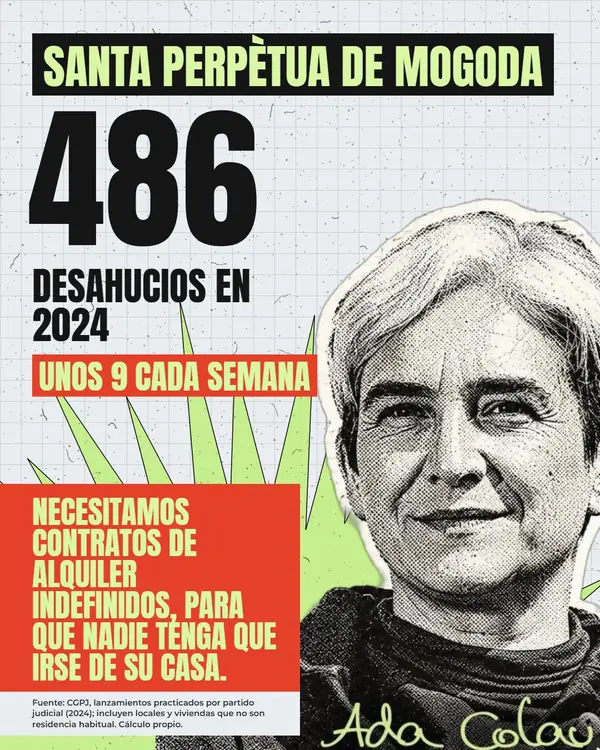 SANTA PERPÈTUA DE MOGODA
486
DESAHUCIOS EN
2024
UNOS 9 CADA SEMANA
NECESITAMOS
CONTRATOS DE
ALQUILER
INDEFINIDOS, PARA
QUE NADIE TENGA QUE
IRSE DE SU CASA.
Fuente: CGPJ, lanzamientos practicados por partido
judicial (2024); incluyen locales y viviendas que no son
residencia habitual. Cálculo propio.
Ada Colau